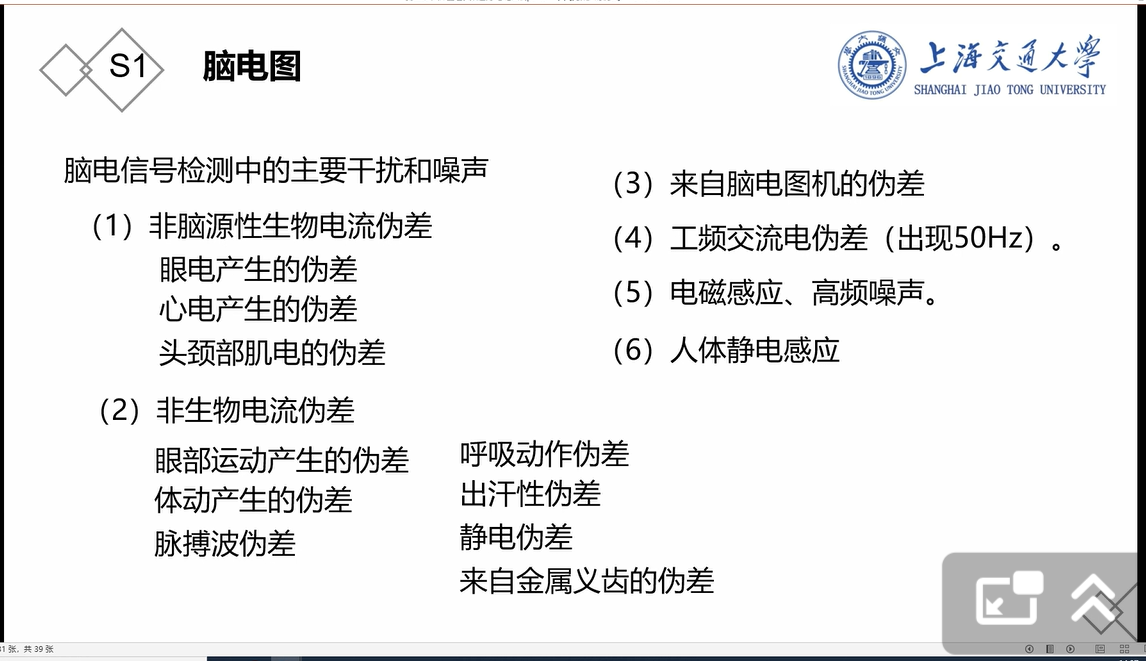 S1
脑电图
上海交通大学
SHANGHAI JIAO TONG UNIVERSITY
脑电信号检测中的主要干扰和噪声
（1）非脑源性生物电流伪差
眼电产生的伪差
心电产生的伪差
头颈部肌电的伪差
（2）非生物电流伪差
眼部运动产生的伪差
体动产生的伪差
脉搏波伪差
呼吸动作伪差
出汗性伪差
静电伪差
来自金属义齿的伪差
（3）来自脑电图机的伪差
（4）工频交流电伪差（出现50Hz）。
（5）电磁感应、高频噪声。
（6）人体静电感应
张，共 39 张